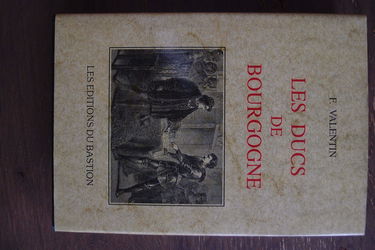 F. VALENTIN
LES DUCS
DE
BOURGOGNE
LES EDITIONS DU BASTION